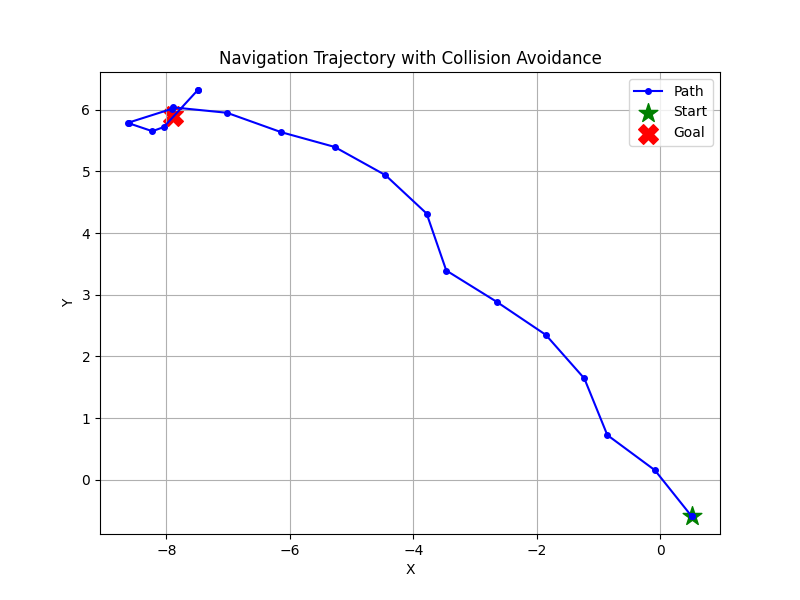 Navigation Trajectory with Collision Avoidance
Path
Start
Goal
6
5
4
3
2
1
0
Y
−8
−6
−4
−2
0
X